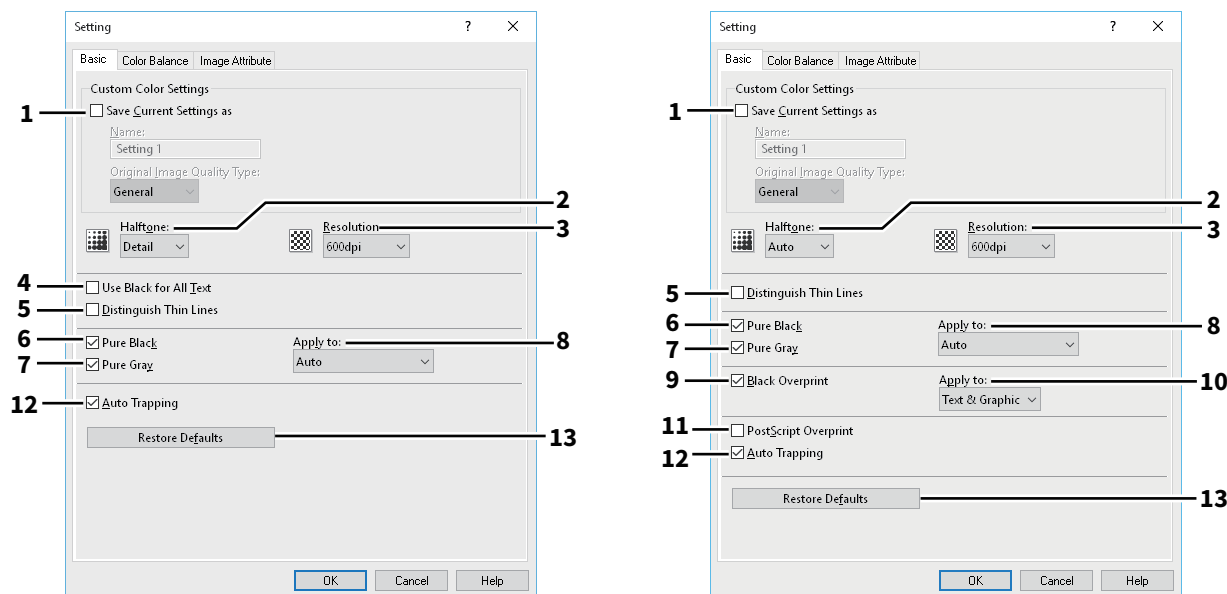 Setting ? ×
Basic Color Balance Image Attribute
Custom Color Settings
1 Save Current Settings as
Name:
Setting 1
Original Image Quality Type:
General
Halftone: 2
Detail
Resolution 3
600dpi
4 Use Black for All Text
5 Distinguish Thin Lines
6 Pure Black
7 Pure Gray
Apply to: 8
Auto
12 Auto Trapping
Restore Defaults 13
OK Cancel Help
Setting ? ×
Basic Color Balance Image Attribute
Custom Color Settings
1 Save Current Settings as
Name:
Setting 1
Original Image Quality Type:
General
Halftone: 2
Auto
Resolution: 3
600dpi
5 Distinguish Thin Lines
6 Pure Black
7 Pure Gray
Apply to: 8
Auto
9 Black Overprint
Apply to: 10
Text & Graphic
11 PostScript Overprint
12 Auto Trapping
Restore Defaults 13
OK Cancel Help